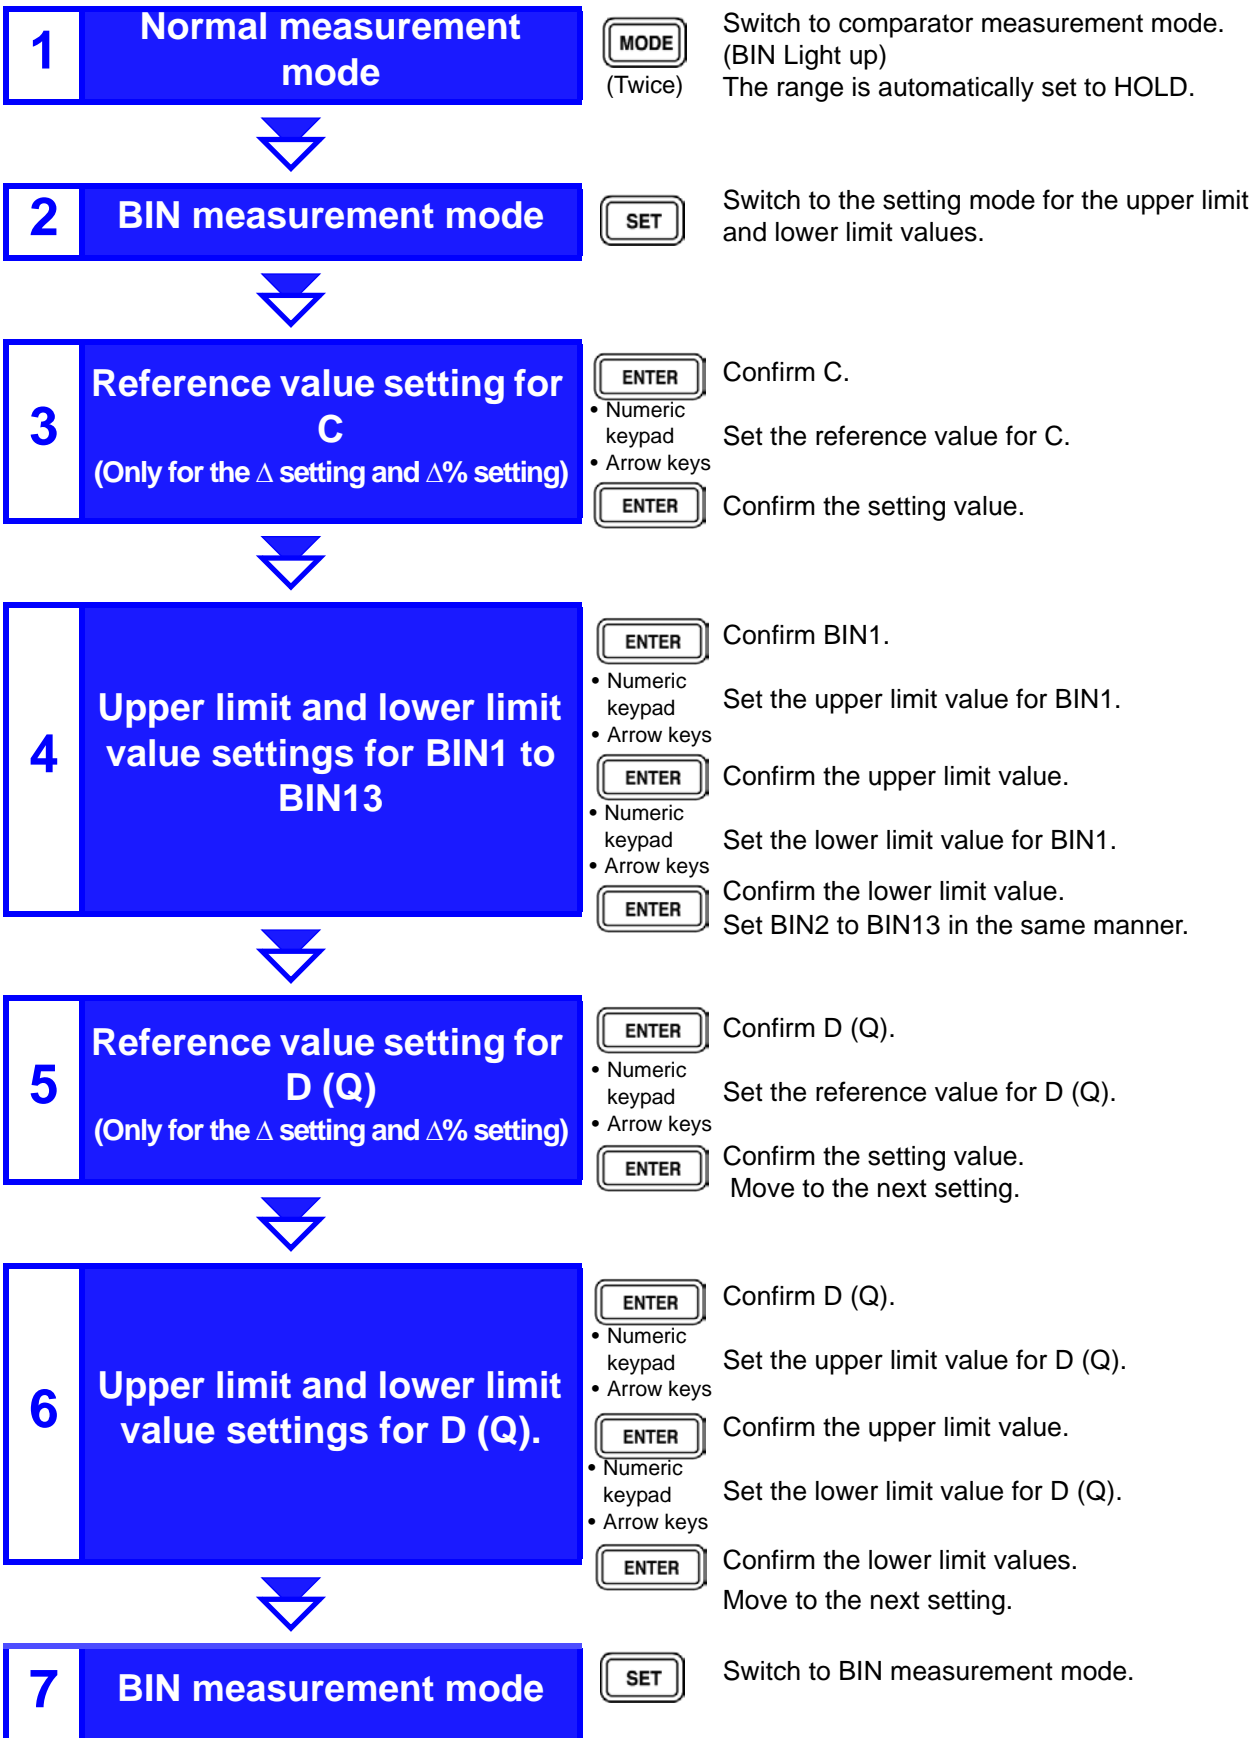 1
Normal measurement
mode
MODE
(Twice)
Switch to comparator measurement mode.
(BIN Light up)
The range is automatically set to HOLD.
2
BIN measurement mode
SET
Switch to the setting mode for the upper limit
and lower limit values.
3
Reference value setting for
C
(Only for the Δ setting and Δ% setting)
ENTER
Confirm C.
• Numeric
keypad
• Arrow keys
Set the reference value for C.
ENTER
Confirm the setting value.
4
Upper limit and lower limit
value settings for BIN1 to
BIN13
ENTER
Confirm BIN1.
• Numeric
keypad
• Arrow keys
Set the upper limit value for BIN1.
ENTER
Confirm the upper limit value.
• Numeric
keypad
• Arrow keys
Set the lower limit value for BIN1.
ENTER
Confirm the lower limit value.
Set BIN2 to BIN13 in the same manner.
5
Reference value setting for
D (Q)
(Only for the Δ setting and Δ% setting)
ENTER
Confirm D (Q).
• Numeric
keypad
• Arrow keys
Set the reference value for D (Q).
ENTER
Confirm the setting value.
Move to the next setting.
6
Upper limit and lower limit
value settings for D (Q).
ENTER
Confirm D (Q).
• Numeric
keypad
• Arrow keys
Set the upper limit value for D (Q).
ENTER
Confirm the upper limit value.
• Numeric
keypad
• Arrow keys
Set the lower limit value for D (Q).
ENTER
Confirm the lower limit values.
Move to the next setting.
7
BIN measurement mode
SET
Switch to BIN measurement mode.